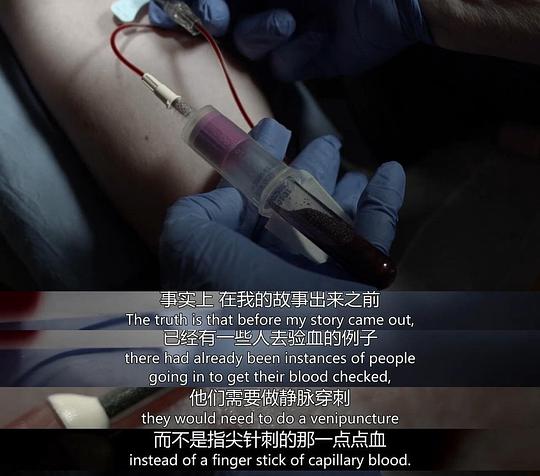 事实上 在我的故事出来之前
The truth is that before my story came out,
已经有一些人去验血的例子
there had already been instances of people
going in to get their blood checked,
他们需要做静脉穿刺
they would need to do a venipuncture
而不是指尖针刺的那一点点血
instead of a finger stick of capillary blood.